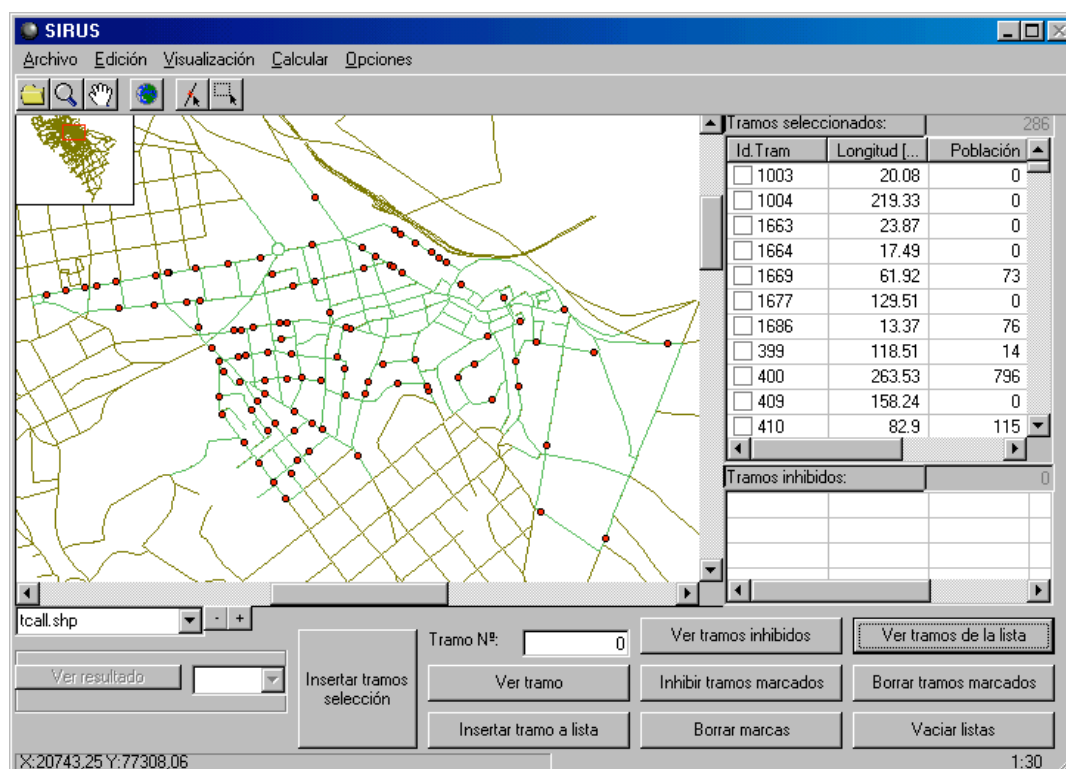 SIRUS
Archivo Edición Visualización Calcular Opciones
Tramos seleccionados: 286
Id.Tram Longitud [... Población
1003 20.08 0
1004 219.33 0
1663 23.87 0
1664 17.49 0
1669 61.92 73
1677 129.51 0
1686 13.37 76
399 118.51 14
400 263.53 796
409 158.24 0
410 82.9 115
Tramos inhibidos: 0
tcall.shp - +
Ver resultado
Insertar tramos selección
Tramo Nº: 0
Ver tramo
Insertar tramo a lista
Ver tramos inhibidos
Inhibir tramos marcados
Borrar marcas
Ver tramos de la lista
Borrar tramos marcados
Vaciar listas
X:20743,25 Y:77308,06 1:30